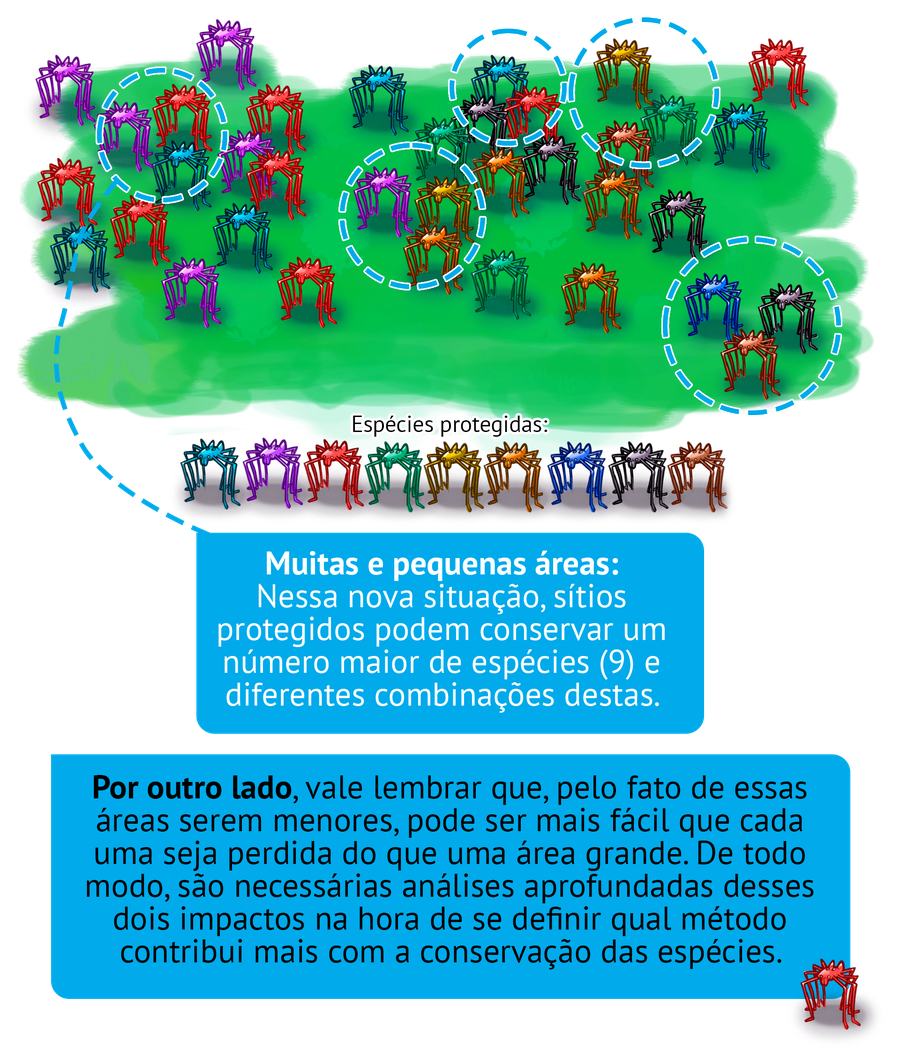 Espécies protegidas:
Muitas e pequenas áreas:
Nessa nova situação, sítios
protegidos podem conservar um
número maior de espécies (9) e
diferentes combinações destas.
Por outro lado, vale lembrar que, pelo fato de essas
áreas serem menores, pode ser mais fácil que cada
uma seja perdida do que uma área grande. De todo
modo, são necessárias análises aprofundadas desses
dois impactos na hora de se definir qual método
contribui mais com a conservação das espécies.